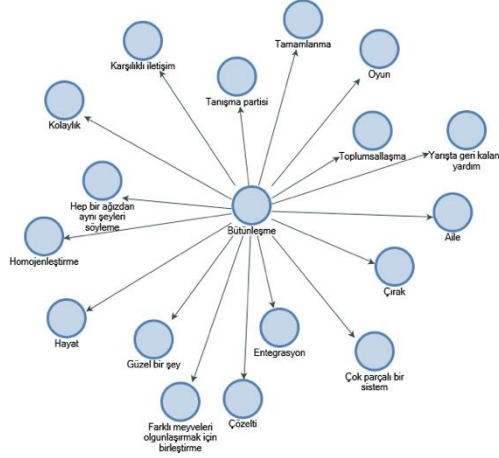 Tamamlanma
Karşılıklı iletişim
Oyun
Tanışma partisi
Kolaylık
Toplumsallaşma
Yarışta geri kalana
yardım
Hep bir ağızdan
aynı şeyleri
söyleme
Bütünleşme
Aile
Homojenleştirme
Çırak
Hayat
Entegrasyon
Güzel bir şey
Çok parçalı bir
sistem
Farklı meyveleri
olgunlaşırmak için
birleştirme
Çözelti